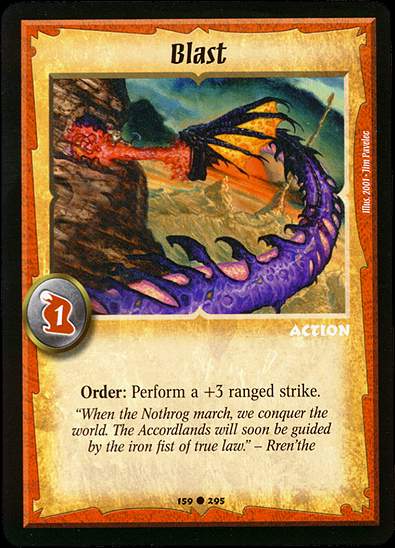 Blast
illus. 2001 • Jim Pavelec
1
ACTION
Order: Perform a +3 ranged strike.
“When the Nothrog march, we conquer the
world. The Accordlands will soon be guided
by the iron fist of true law.” – Rren’the
159 ● 295